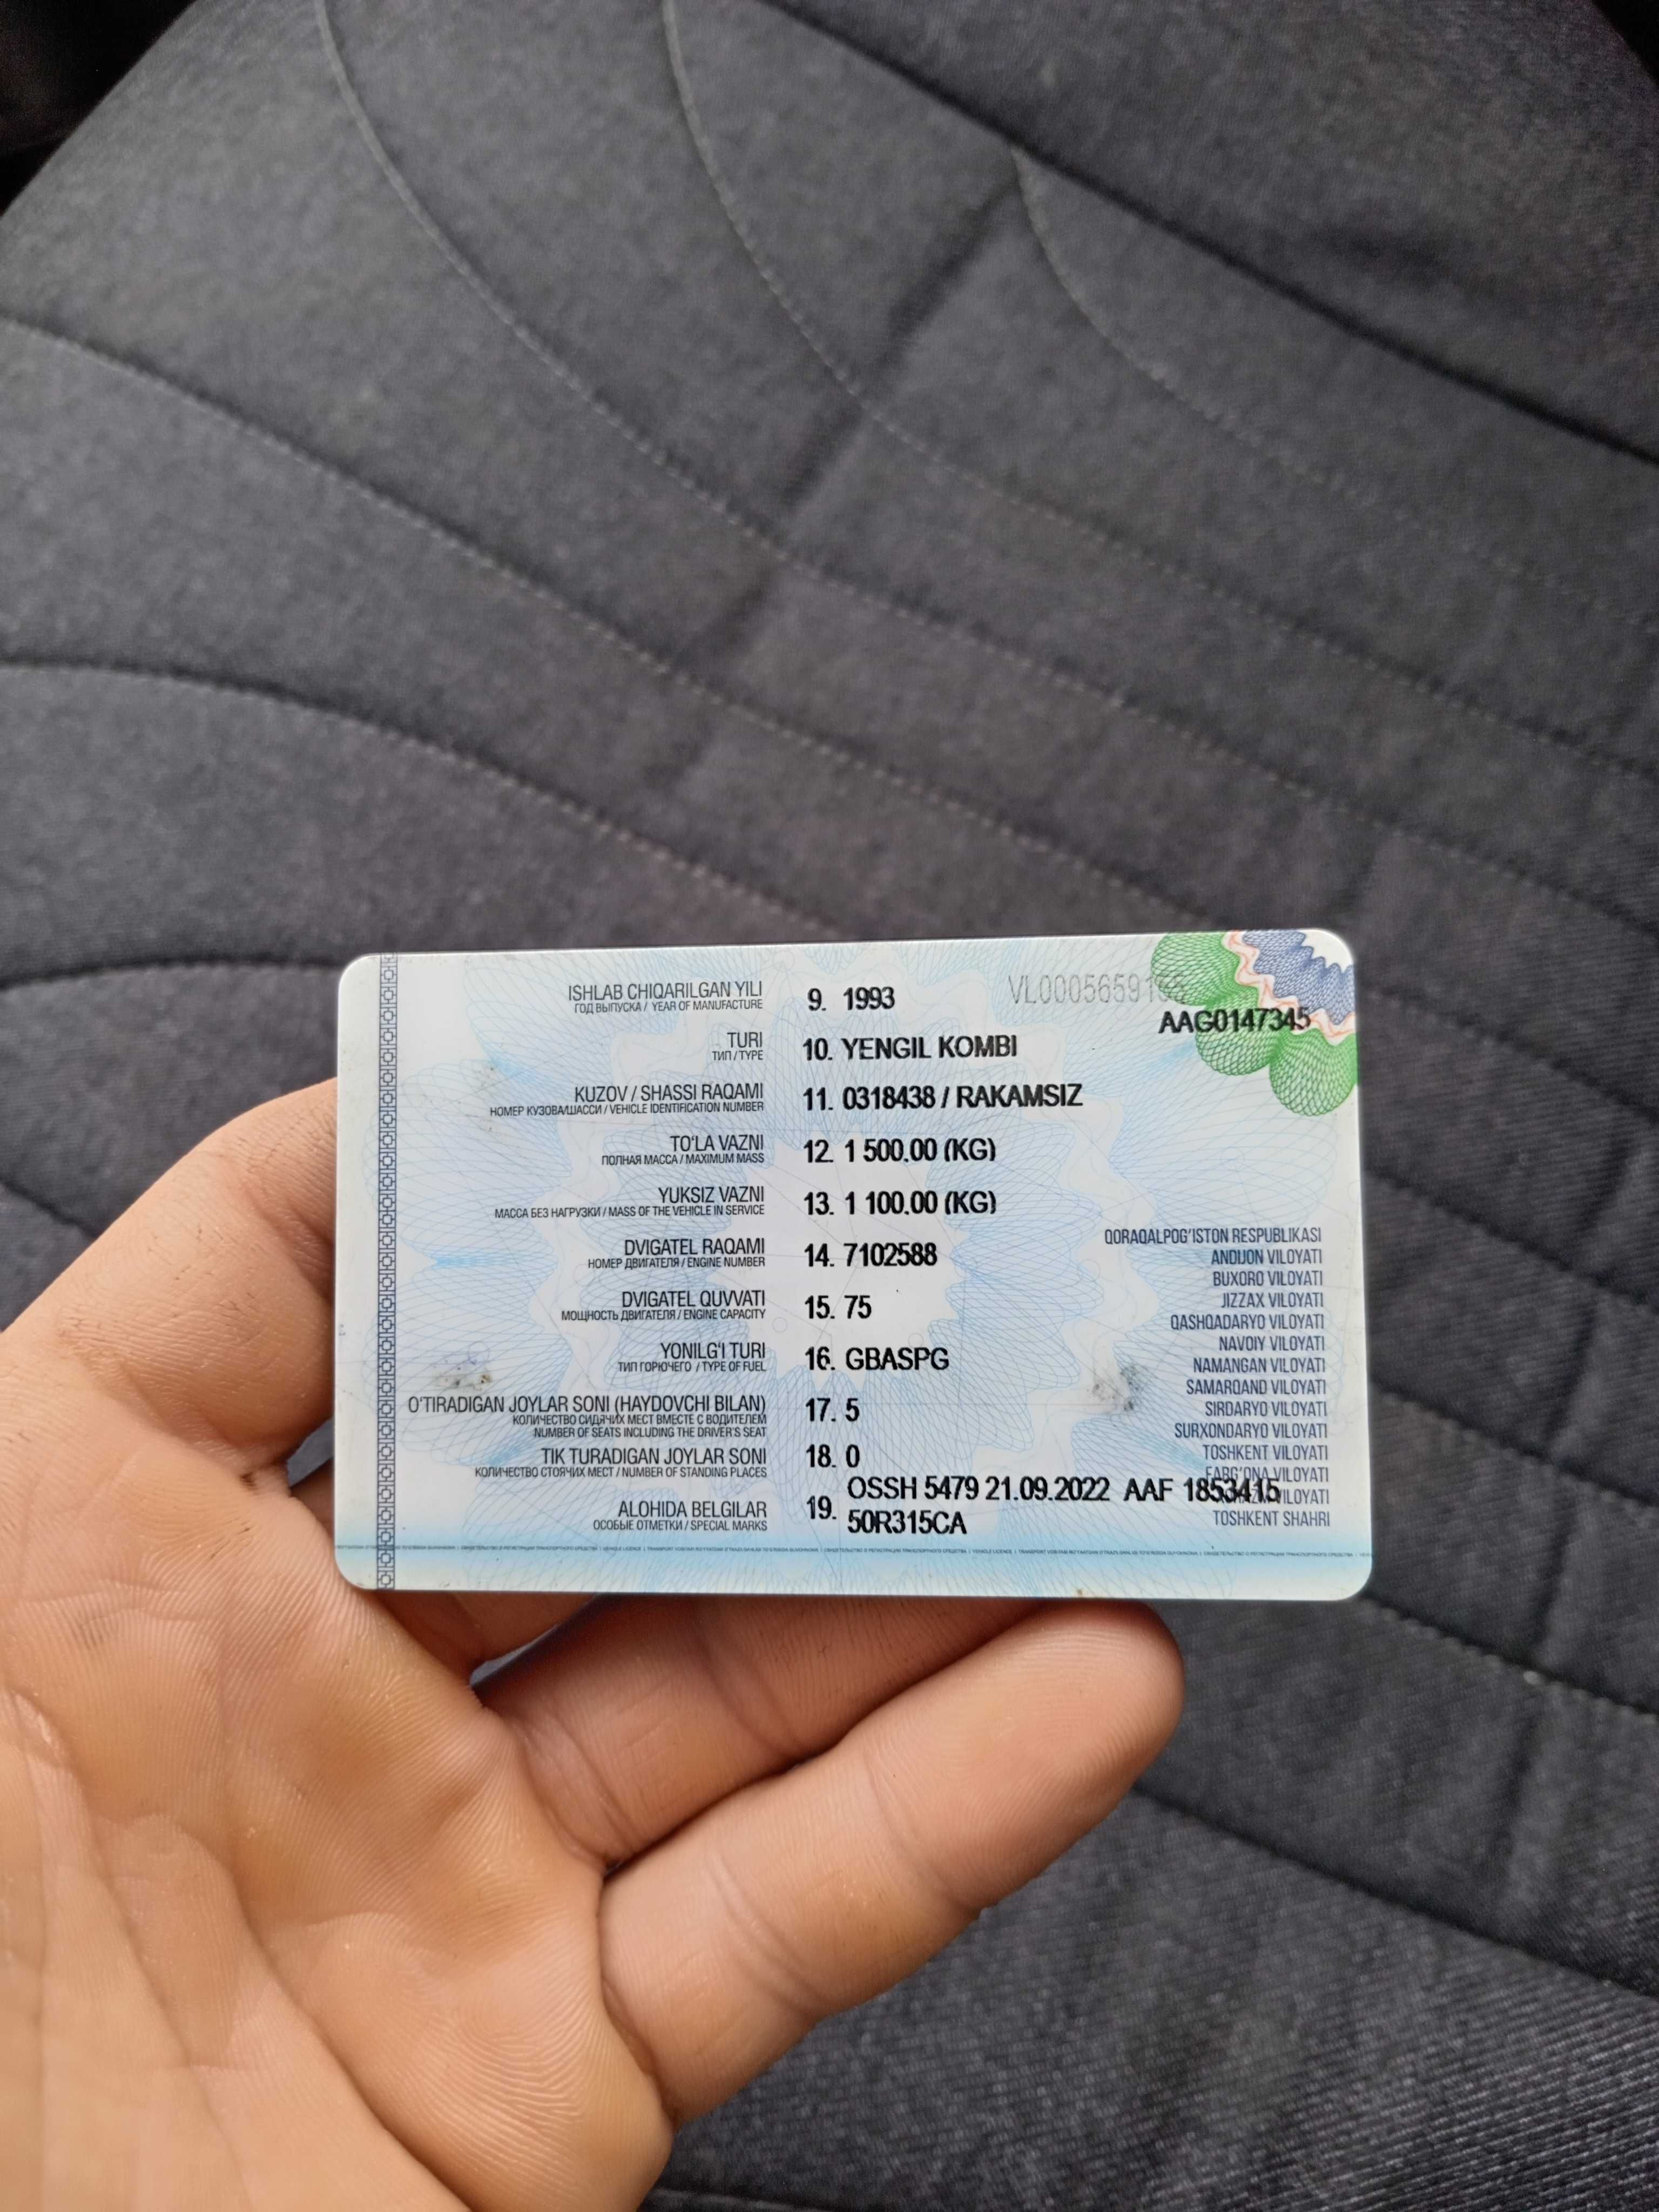 VL00056591
AAG0147345
ISHLAB CHIQARILGAN YILI
ГОД ВЫПУСКА / YEAR OF MANUFACTURE
9. 1993
TURI
ТИП / TYPE
10. YENGIL KOMBI
KUZOV / SHASSI RAQAMI
НОМЕР КУЗОВА/ШАССИ / VEHICLE IDENTIFICATION NUMBER
11. 0318438 / RAKAMSIZ
TO'LA VAZNI
ПОЛНАЯ МАССА / MAXIMUM MASS
12. 1 500.00 (KG)
YUKSIZ VAZNI
МАССА БЕЗ НАГРУЗКИ / MASS OF THE VEHICLE IN SERVICE
13. 1 100.00 (KG)
DVIGATEL RAQAMI
НОМЕР ДВИГАТЕЛЯ / ENGINE NUMBER
14. 7102588
DVIGATEL QUVVATI
МОЩНОСТЬ ДВИГАТЕЛЯ / ENGINE CAPACITY
15. 75
YONILG'I TURI
ТИП ГОРЮЧЕГО / TYPE OF FUEL
16. GBASPG
O'TIRADIGAN JOYLAR SONI (HAYDOVCHI BILAN)
КОЛИЧЕСТВО СИДЯЧИХ МЕСТ ВМЕСТЕ С ВОДИТЕЛЕМ
NUMBER OF SEATS INCLUDING THE DRIVER'S SEAT
17. 5
TIK TURADIGAN JOYLAR SONI
КОЛИЧЕСТВО СТОЯЧИХ МЕСТ / NUMBER OF STANDING PLACES
18. 0
ALOHIDA BELGILAR
ОСОБЫЕ ОТМЕТКИ / SPECIAL MARKS
19. OSSH 5479 21.09.2022 AAF 1853415
50R315CA
QORAQALPOG'ISTON RESPUBLIKASI
ANDIJON VILOYATI
BUXORO VILOYATI
JIZZAX VILOYATI
QASHQADARYO VILOYATI
NAVOIY VILOYATI
NAMANGAN VILOYATI
SAMARQAND VILOYATI
SIRDARYO VILOYATI
SURXONDARYO VILOYATI
TOSHKENT VILOYATI
FARG'ONA VILOYATI
VILOYATI
TOSHKENT SHAHRI